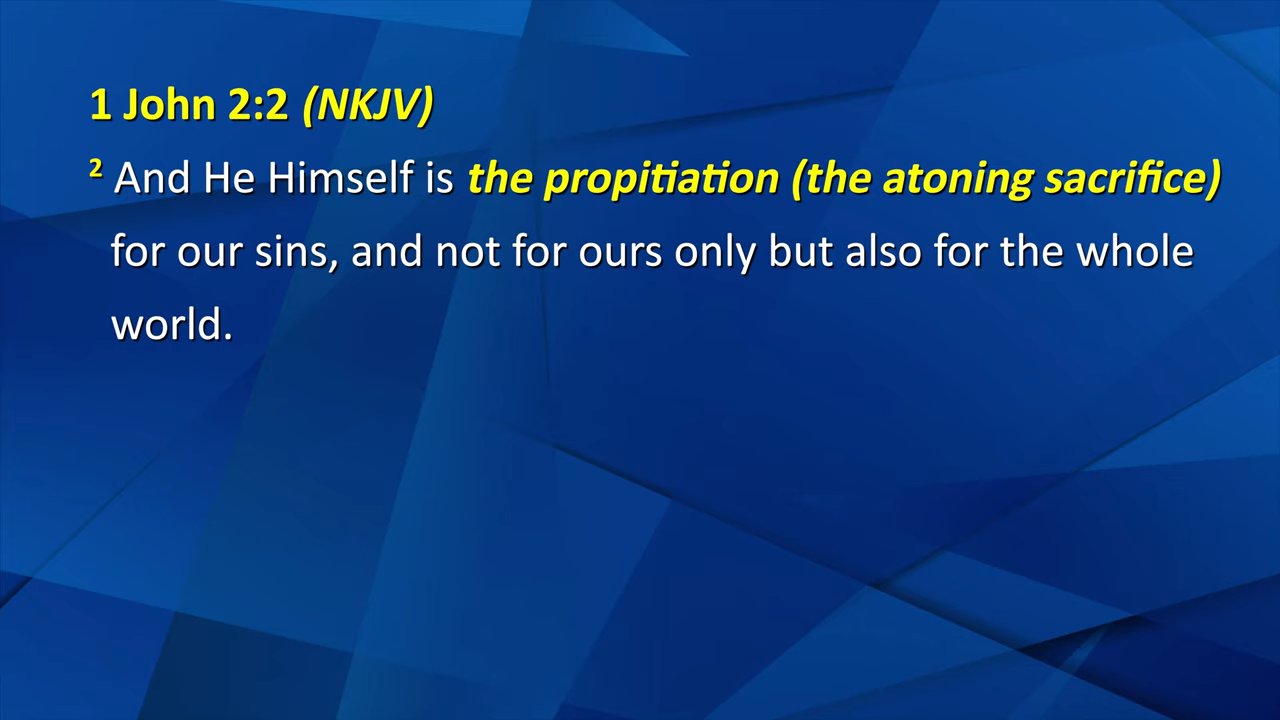 1 John 2:2 (NKJV)
2 And He Himself is the propitiation (the atoning sacrifice)
for our sins, and not for ours only but also for the whole
world.